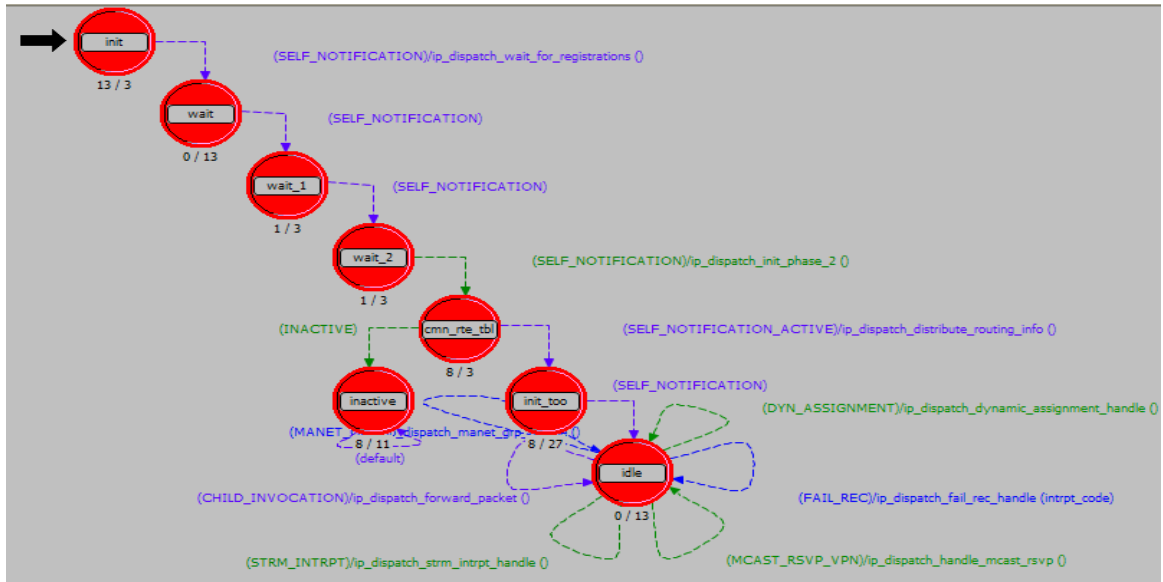 init
(SELF_NOTIFICATION)/ip_dispatch_wait_for_registrations ()
13 / 3
wait
(SELF_NOTIFICATION)
0 / 13
wait_1
(SELF_NOTIFICATION)
1 / 3
wait_2
(SELF_NOTIFICATION)/ip_dispatch_init_phase_2 ()
1 / 3
(INACTIVE)
cmn_rte_tbl
(SELF_NOTIFICATION_ACTIVE)/ip_dispatch_distribute_routing_info ()
8 / 3
(SELF_NOTIFICATION)
inactive
init_too
(DYN_ASSIGNMENT)/ip_dispatch_dynamic_assignment_handle ()
(MANET_ dispatch_manet_grp ()
8 / 11
8 / 27
(default)
idle
(CHILD_INVOCATION)/ip_dispatch_forward_packet ()
(FAIL_REC)/ip_dispatch_fail_rec_handle (intrpt_code)
0 / 13
(STRM_INTRPT)/ip_dispatch_strm_intrpt_handle ()
(MCAST_RSVP_VPN)/ip_dispatch_handle_mcast_rsvp ()